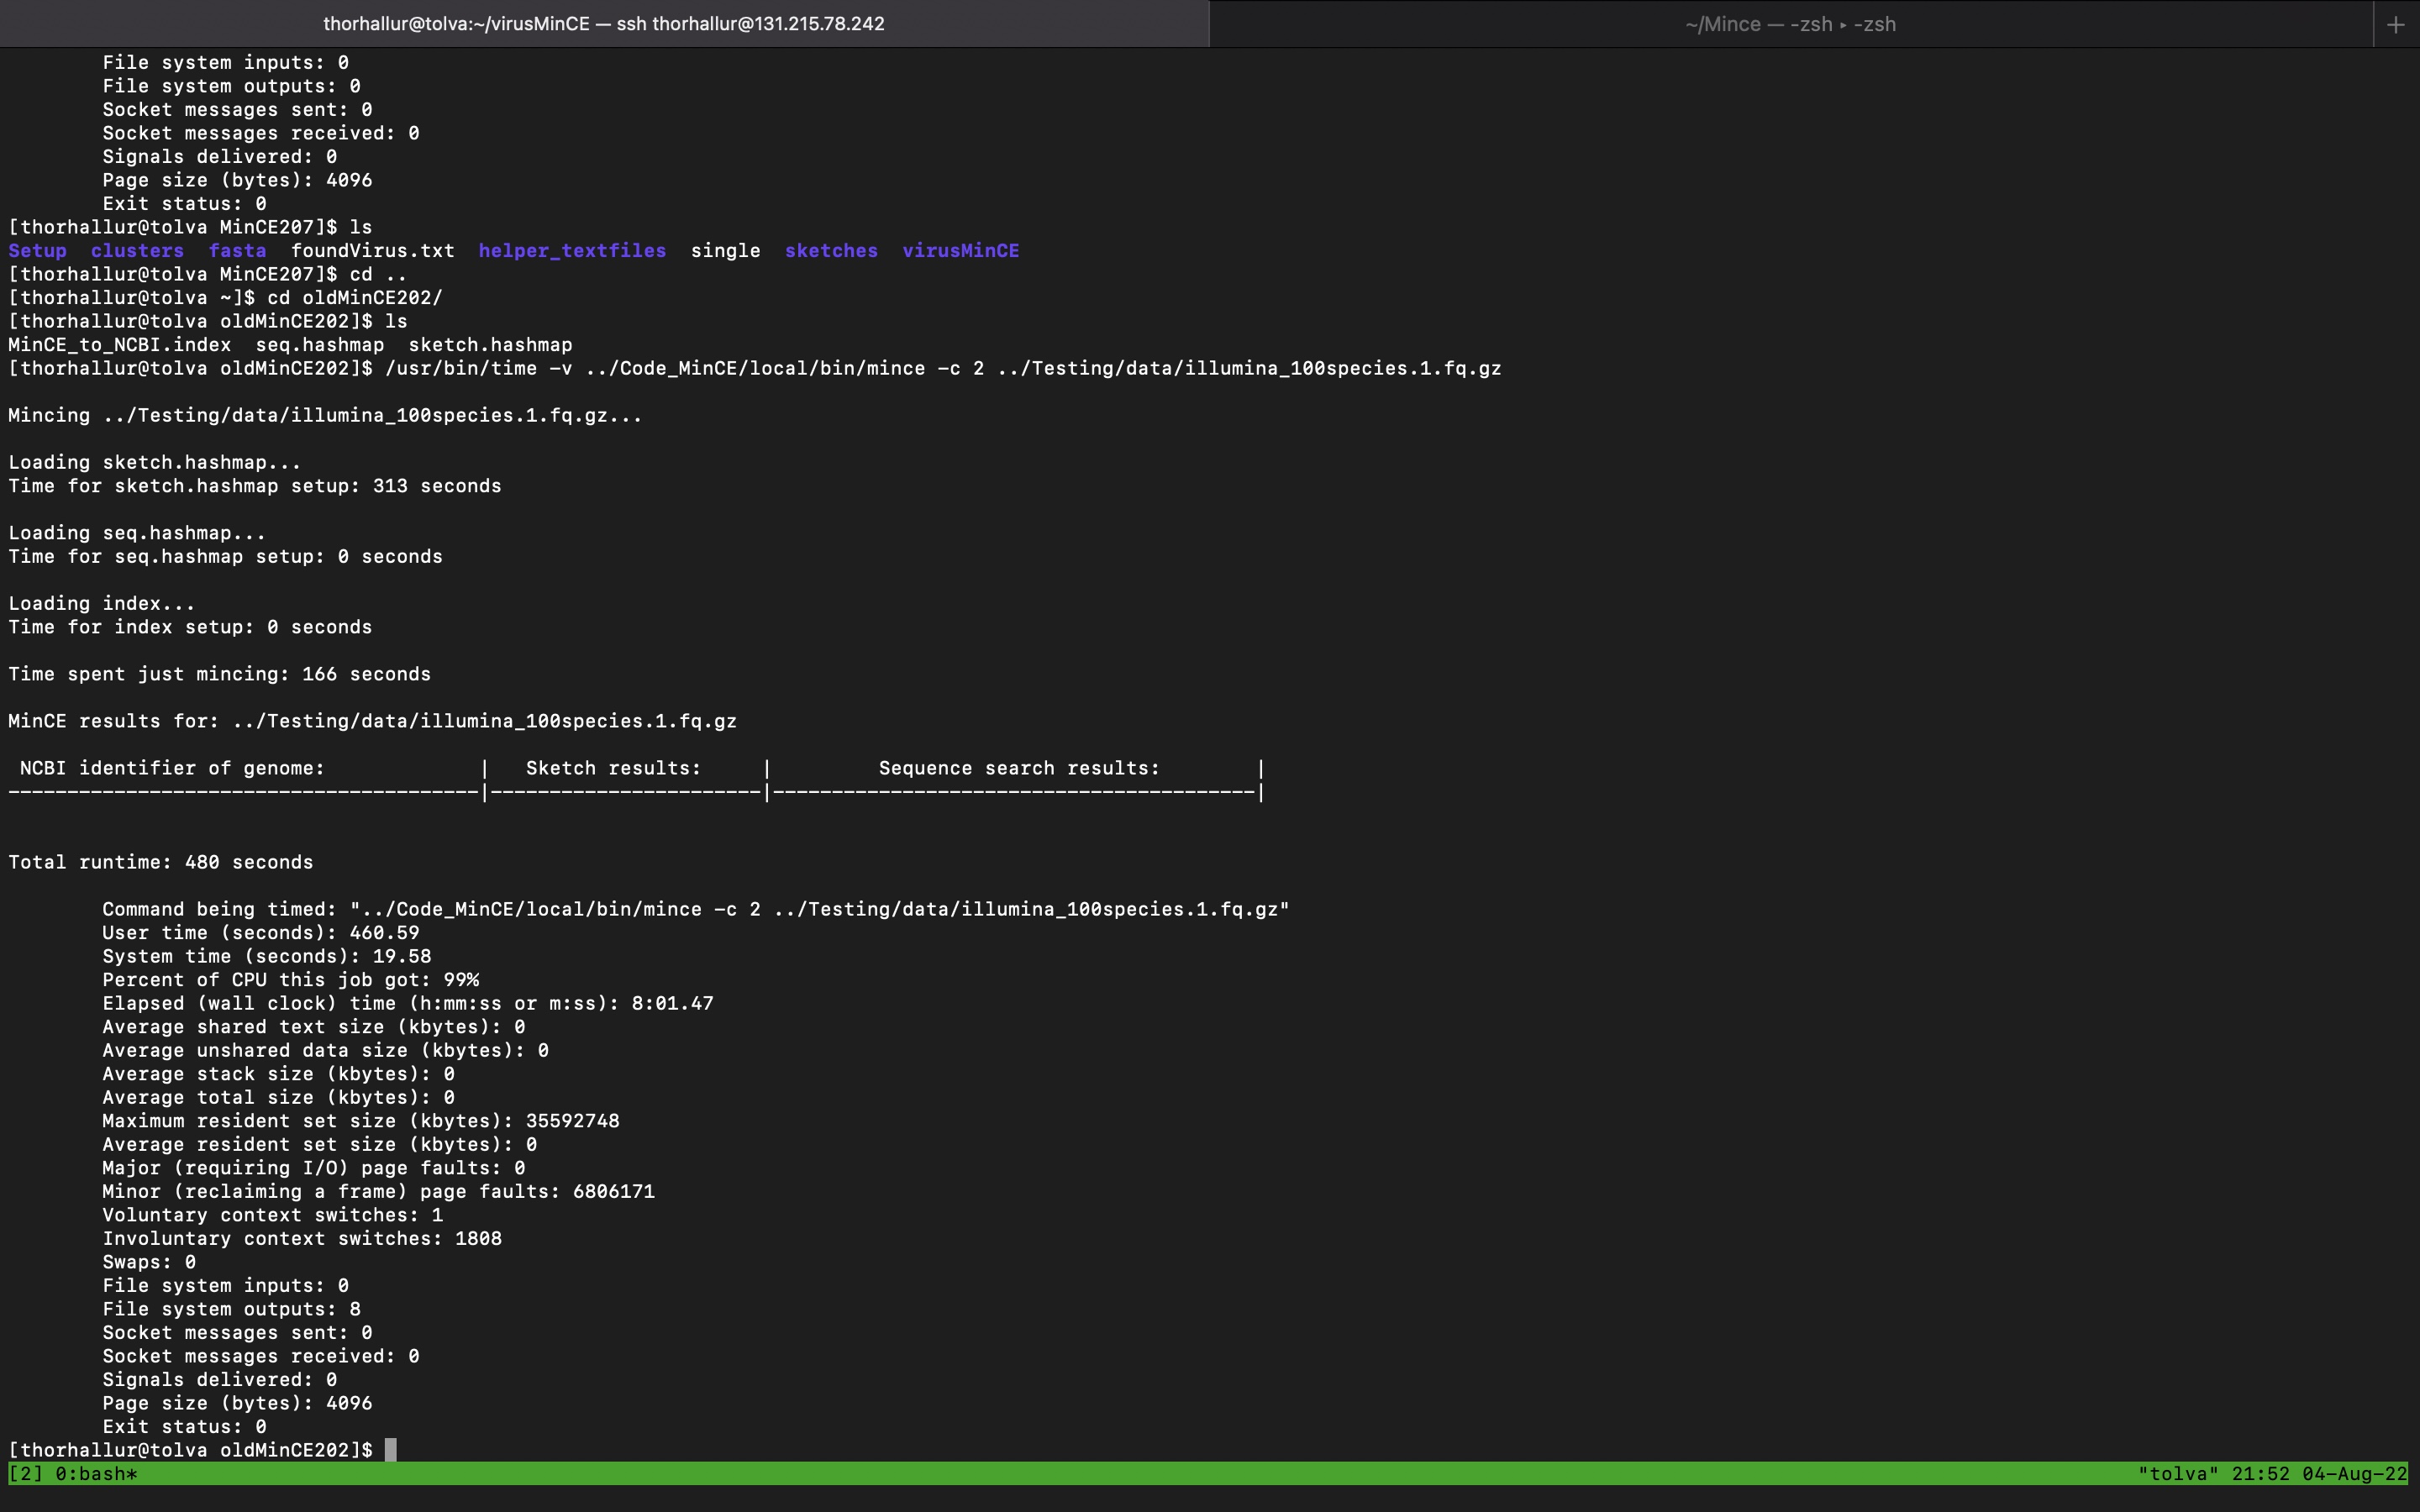 thorhallur@tolva:~/virusMinCE — ssh thorhallur@131.215.78.242
~/Mince — -zsh ▸ -zsh
+
File system inputs: 0
File system outputs: 0
Socket messages sent: 0
Socket messages received: 0
Signals delivered: 0
Page size (bytes): 4096
Exit status: 0
[thorhallur@tolva MinCE207]$ ls
Setup  clusters  fasta  foundVirus.txt  helper_textfiles  single  sketches  virusMinCE
[thorhallur@tolva MinCE207]$ cd ..
[thorhallur@tolva ~]$ cd oldMinCE202/
[thorhallur@tolva oldMinCE202]$ ls
MinCE_to_NCBI.index  seq.hashmap  sketch.hashmap
[thorhallur@tolva oldMinCE202]$ /usr/bin/time -v ../Code_MinCE/local/bin/mince -c 2 ../Testing/data/illumina_100species.1.fq.gz
Mincing ../Testing/data/illumina_100species.1.fq.gz...
Loading sketch.hashmap...
Time for sketch.hashmap setup: 313 seconds
Loading seq.hashmap...
Time for seq.hashmap setup: 0 seconds
Loading index...
Time for index setup: 0 seconds
Time spent just mincing: 166 seconds
MinCE results for: ../Testing/data/illumina_100species.1.fq.gz
NCBI identifier of genome:             |   Sketch results:     |         Sequence search results:        |
----------------------------------------|-----------------------|-----------------------------------------|
Total runtime: 480 seconds
Command being timed: "../Code_MinCE/local/bin/mince -c 2 ../Testing/data/illumina_100species.1.fq.gz"
User time (seconds): 460.59
System time (seconds): 19.58
Percent of CPU this job got: 99%
Elapsed (wall clock) time (h:mm:ss or m:ss): 8:01.47
Average shared text size (kbytes): 0
Average unshared data size (kbytes): 0
Average stack size (kbytes): 0
Average total size (kbytes): 0
Maximum resident set size (kbytes): 35592748
Average resident set size (kbytes): 0
Major (requiring I/O) page faults: 0
Minor (reclaiming a frame) page faults: 6806171
Voluntary context switches: 1
Involuntary context switches: 1808
Swaps: 0
File system inputs: 0
File system outputs: 8
Socket messages sent: 0
Socket messages received: 0
Signals delivered: 0
Page size (bytes): 4096
Exit status: 0
[thorhallur@tolva oldMinCE202]$
[2] 0:bash*    "tolva" 21:52 04-Aug-22